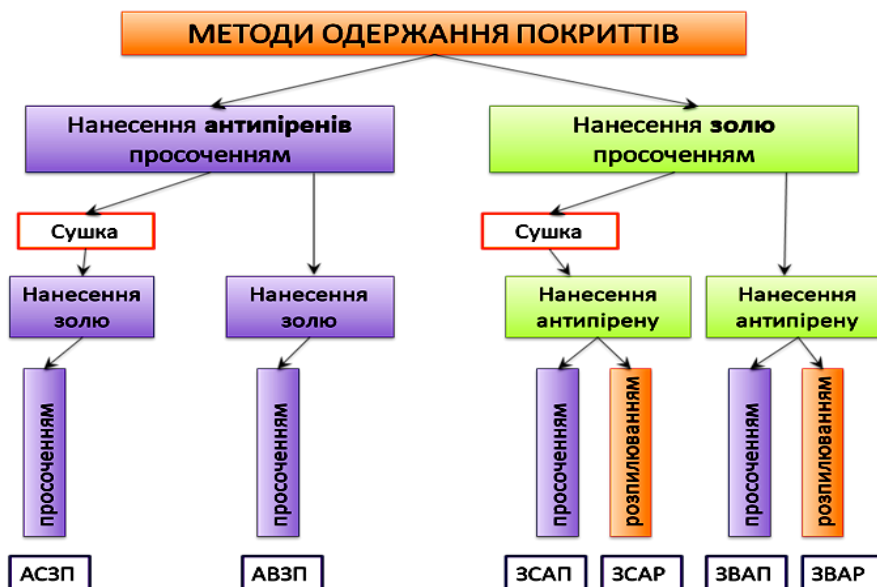 МЕТОДИ ОДЕРЖАННЯ ПОКРИТТІВ
Нанесення антипіренів
просоченням
Нанесення золю
просоченням
Сушка
Сушка
Нанесення
золю
Нанесення
золю
Нанесення
антипірену
Нанесення
антипірену
просоченням
просоченням
просоченням
розпилюванням
просоченням
розпилюванням
АСЗП
АВЗП
ЗСАП
ЗСАР
ЗВАП
ЗВАР